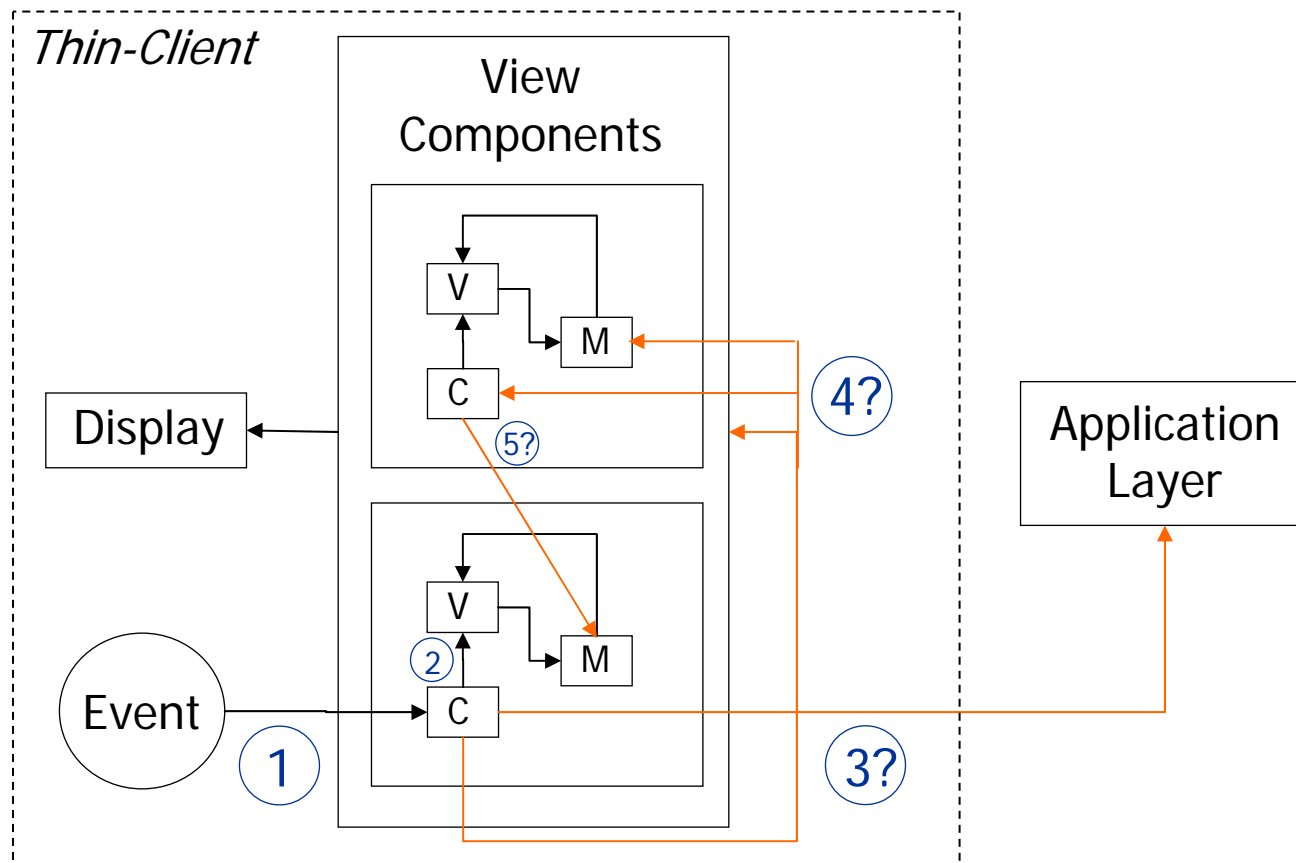 Thin-Client
View
Components
V
M
C
4?
5?
Display
Application
Layer
V
2
M
C
Event
1
3?